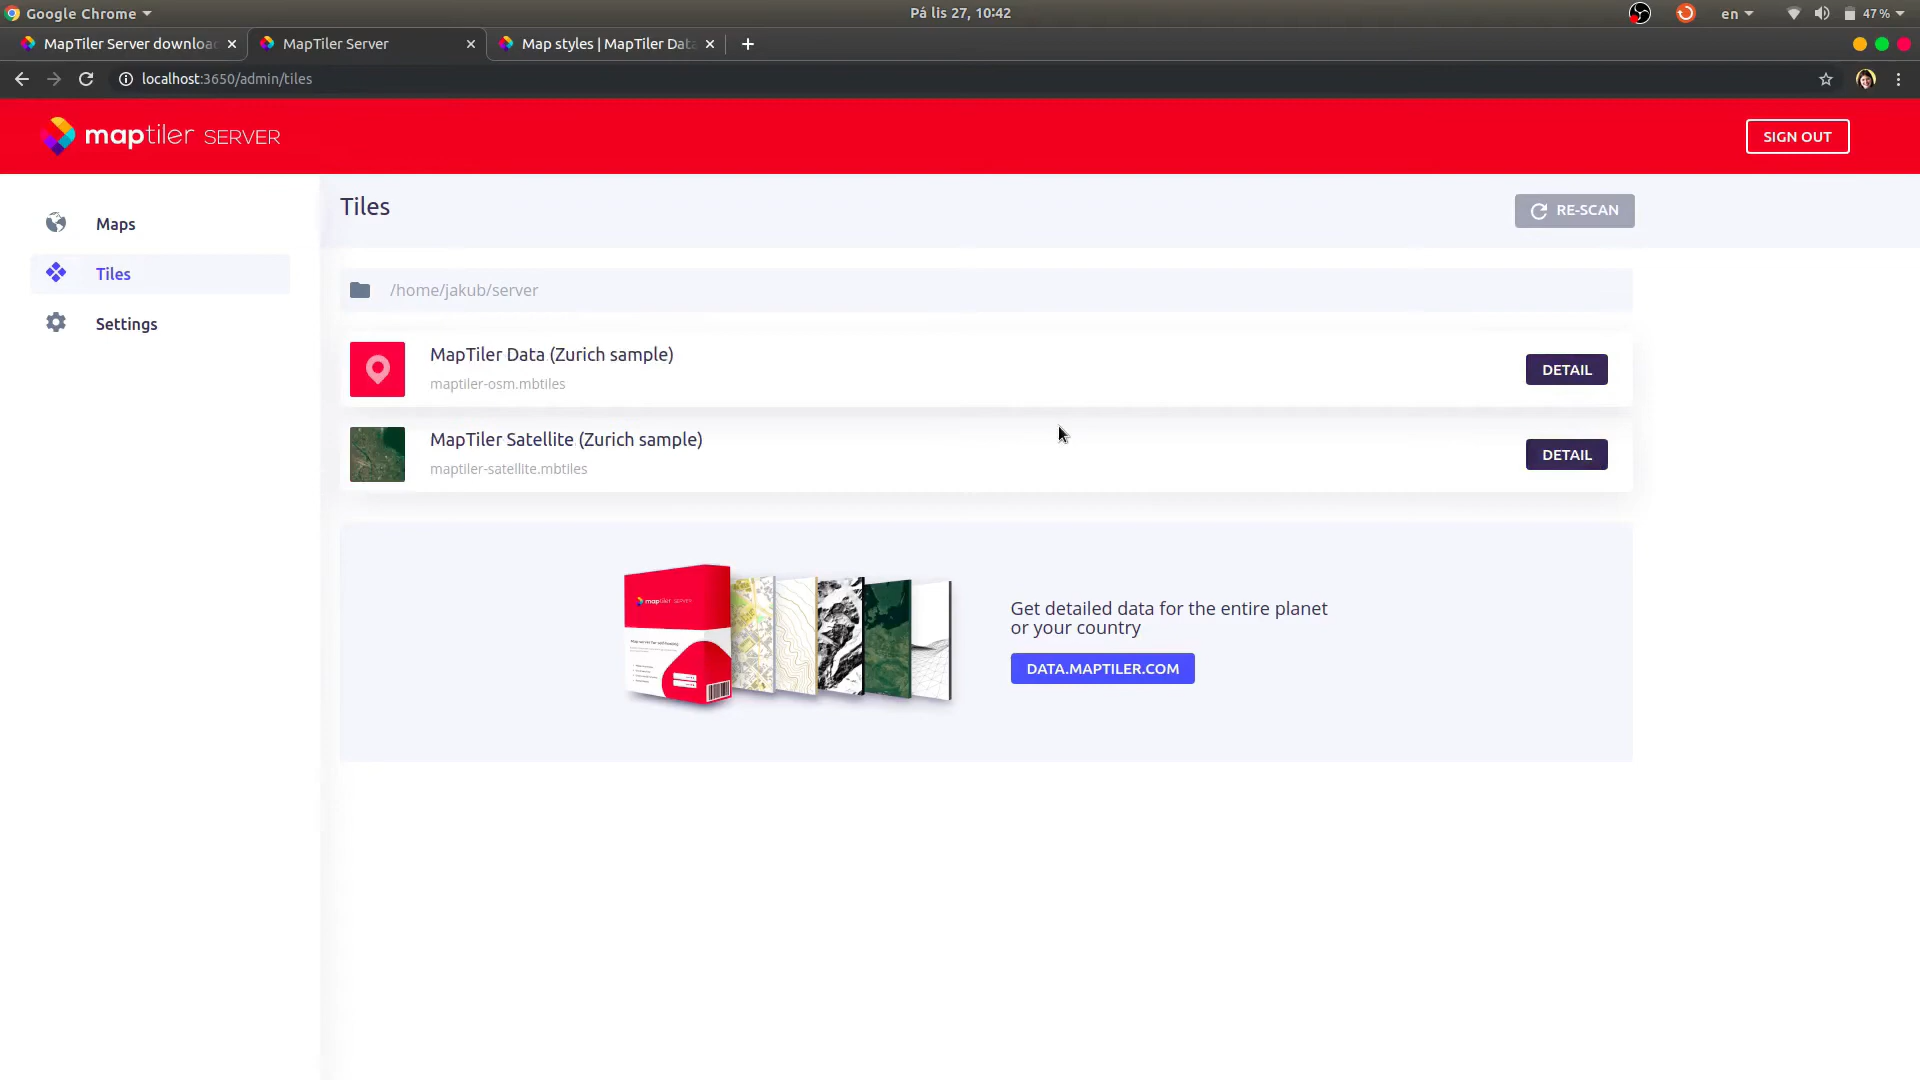 Google Chrome
Pá lis 27, 10:42
en
47 %
MapTiler Server downloa
MapTiler Server
Map styles | MapTiler Data
localhost:3650/admin/tiles
maptiler SERVER
SIGN OUT
Maps
Tiles
Settings
Tiles
RE-SCAN
/home/jakub/server
MapTiler Data (Zurich sample)
maptiler-osm.mbtiles
DETAIL
MapTiler Satellite (Zurich sample)
maptiler-satellite.mbtiles
DETAIL
maptiler SERVER
Get detailed data for the entire planet
or your country
DATA.MAPTILER.COM